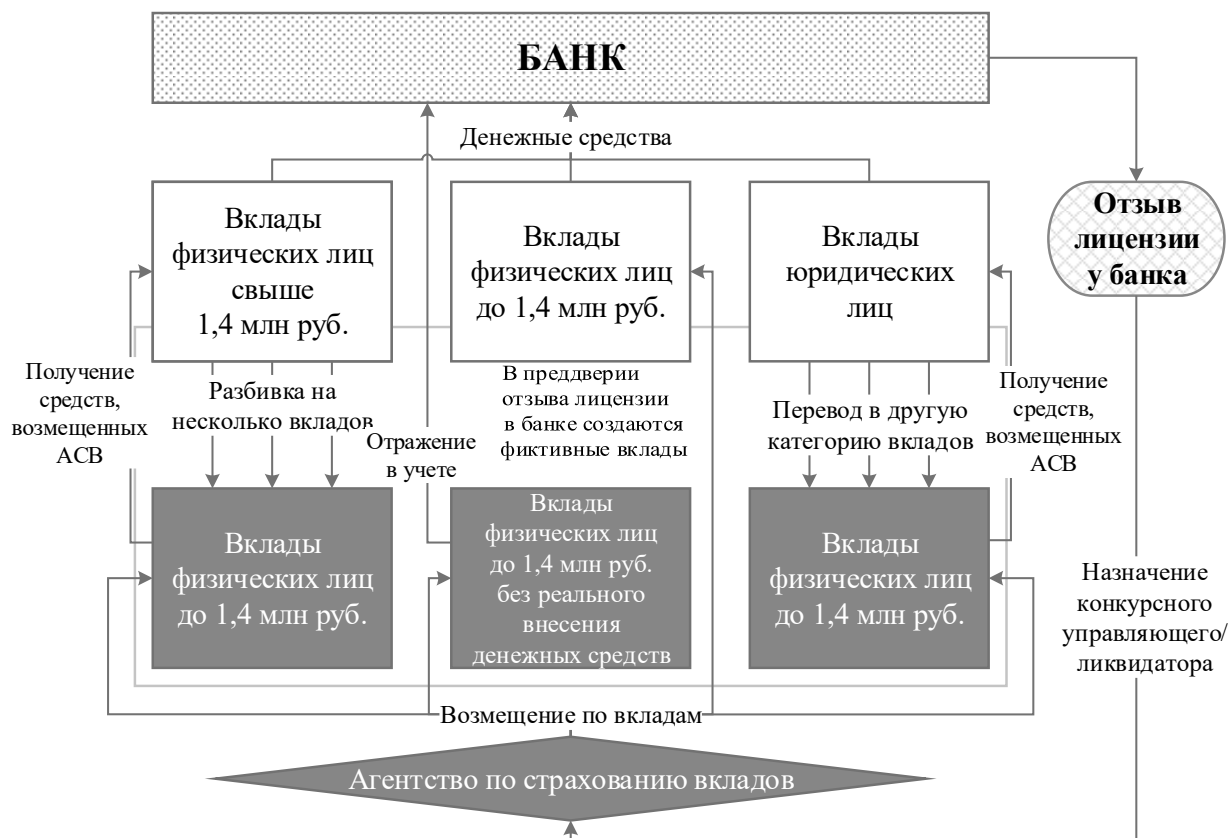 БАНК
Денежные средства
Вклады
физических лиц
свыше
1,4 млн руб.
Вклады
физических лиц
до 1,4 млн руб.
Вклады
юридических
лиц
Отзыв
лицензии
у банка
Получение
средств,
возмещенных
АСВ
Разбивка на
несколько вкладов
Отражение
в учете
В преддверии
отзыва лицензии
в банке создаются
фиктивные вклады
Перевод в другую
категорию вкладов
Получение
средств,
возмещенных
АСВ
Вклады
физических лиц
до 1,4 млн руб.
Вклады
физических лиц
до 1,4 млн руб.
без реального
внесения
денежных средств
Вклады
физических лиц
до 1,4 млн руб.
Назначение
конкурсного
управляющего/
ликвидатора
Возмещение по вкладам
Агентство по страхованию вкладов